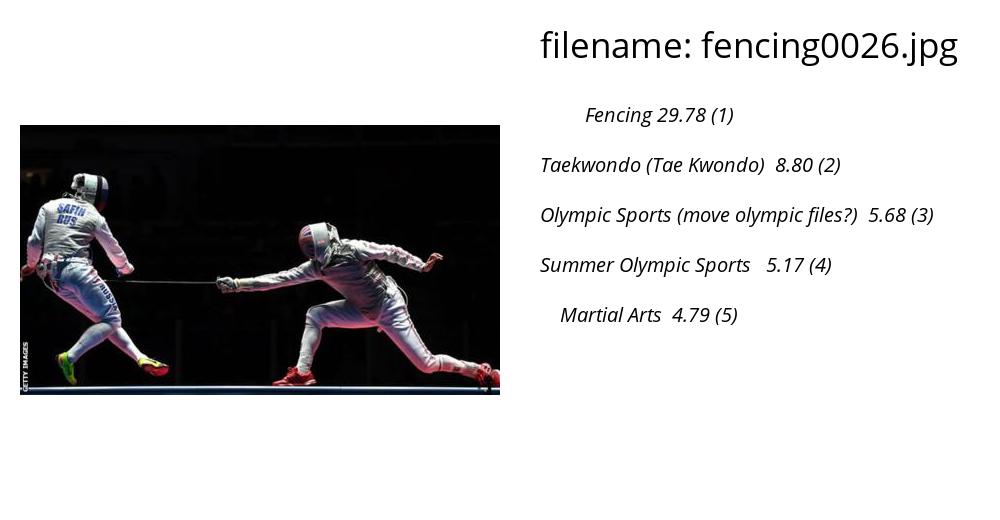 filename: fencing0026.jpg
Fencing 29.78 (1)
Taekwondo (Tae Kwondo) 8.80 (2)
Olympic Sports (move olympic files?) 5.68 (3)
Summer Olympic Sports 5.17 (4)
Martial Arts 4.79 (5)
SAFIN
RUS
RUSSIA
GETTY IMAGES